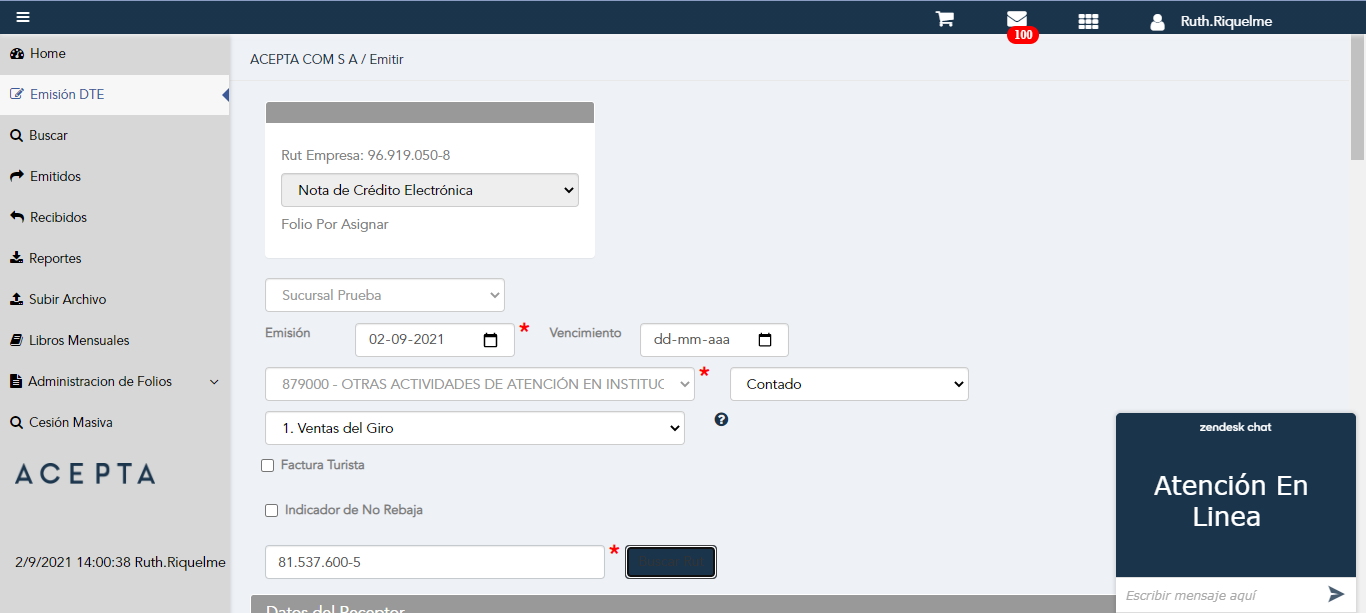 100
Ruth.Riquelme
Home
Emisión DTE
Buscar
Emitidos
Recibidos
Reportes
Subir Archivo
Libros Mensuales
Administracion de Folios
Cesión Masiva
ACEPTA
2/9/2021 14:00:38 Ruth.Riquelme
ACEPTA COM S A / Emitir
Rut Empresa: 96.919.050-8
Nota de Crédito Electrónica
Folio Por Asignar
Sucursal Prueba
Emisión 02-09-2021 * Vencimiento dd-mm-aaa
879000 - OTRAS ACTIVIDADES DE ATENCIÓN EN INSTITUC * Contado
1. Ventas del Giro ?
Factura Turista
Indicador de No Rebaja
81.537.600-5 *
Datos del Receptor
zendesk chat
Atención En
Linea
Escribir mensaje aquí